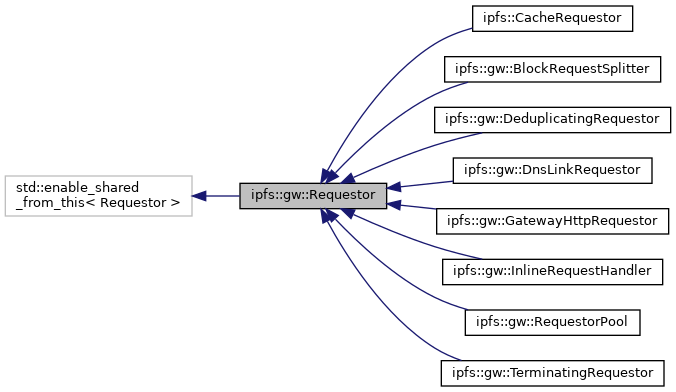 ipfs::CacheRequestor
ipfs::gw::BlockRequestSplitter
ipfs::gw::DeduplicatingRequestor
ipfs::gw::DnsLinkRequestor
std::enable_shared
_from_this< Requestor >
ipfs::gw::Requestor
ipfs::gw::GatewayHttpRequestor
ipfs::gw::InlineRequestHandler
ipfs::gw::RequestorPool
ipfs::gw::TerminatingRequestor